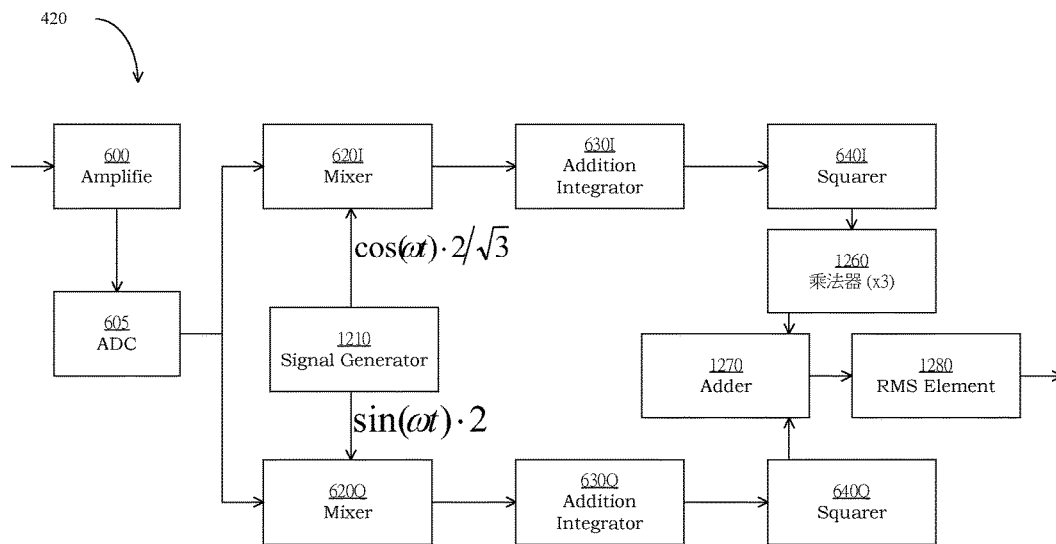 420
600
Amplifie
620I
Mixer
630I
Addition
Integrator
640I
Squarer
cos(ωt)·2/√3
1260
乘法器 (x3)
605
ADC
1210
Signal Generator
1270
Adder
1280
RMS Element
sin(ωt)·2
620Q
Mixer
630Q
Addition
Integrator
640Q
Squarer